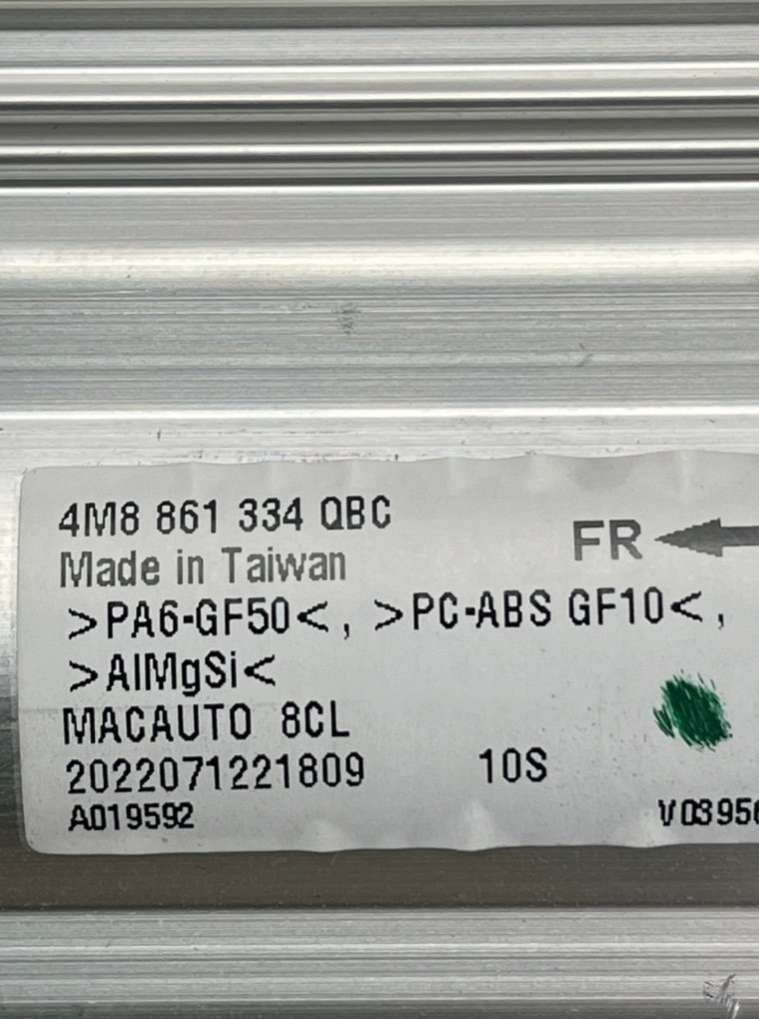 4M8 861 334 QBC
FR
Made in Taiwan
>PA6-GF50<, >PC-ABS GF10<,
>AlMgSi<
MACAUTO 8CL
2022071221809 10S
A019592 V03956